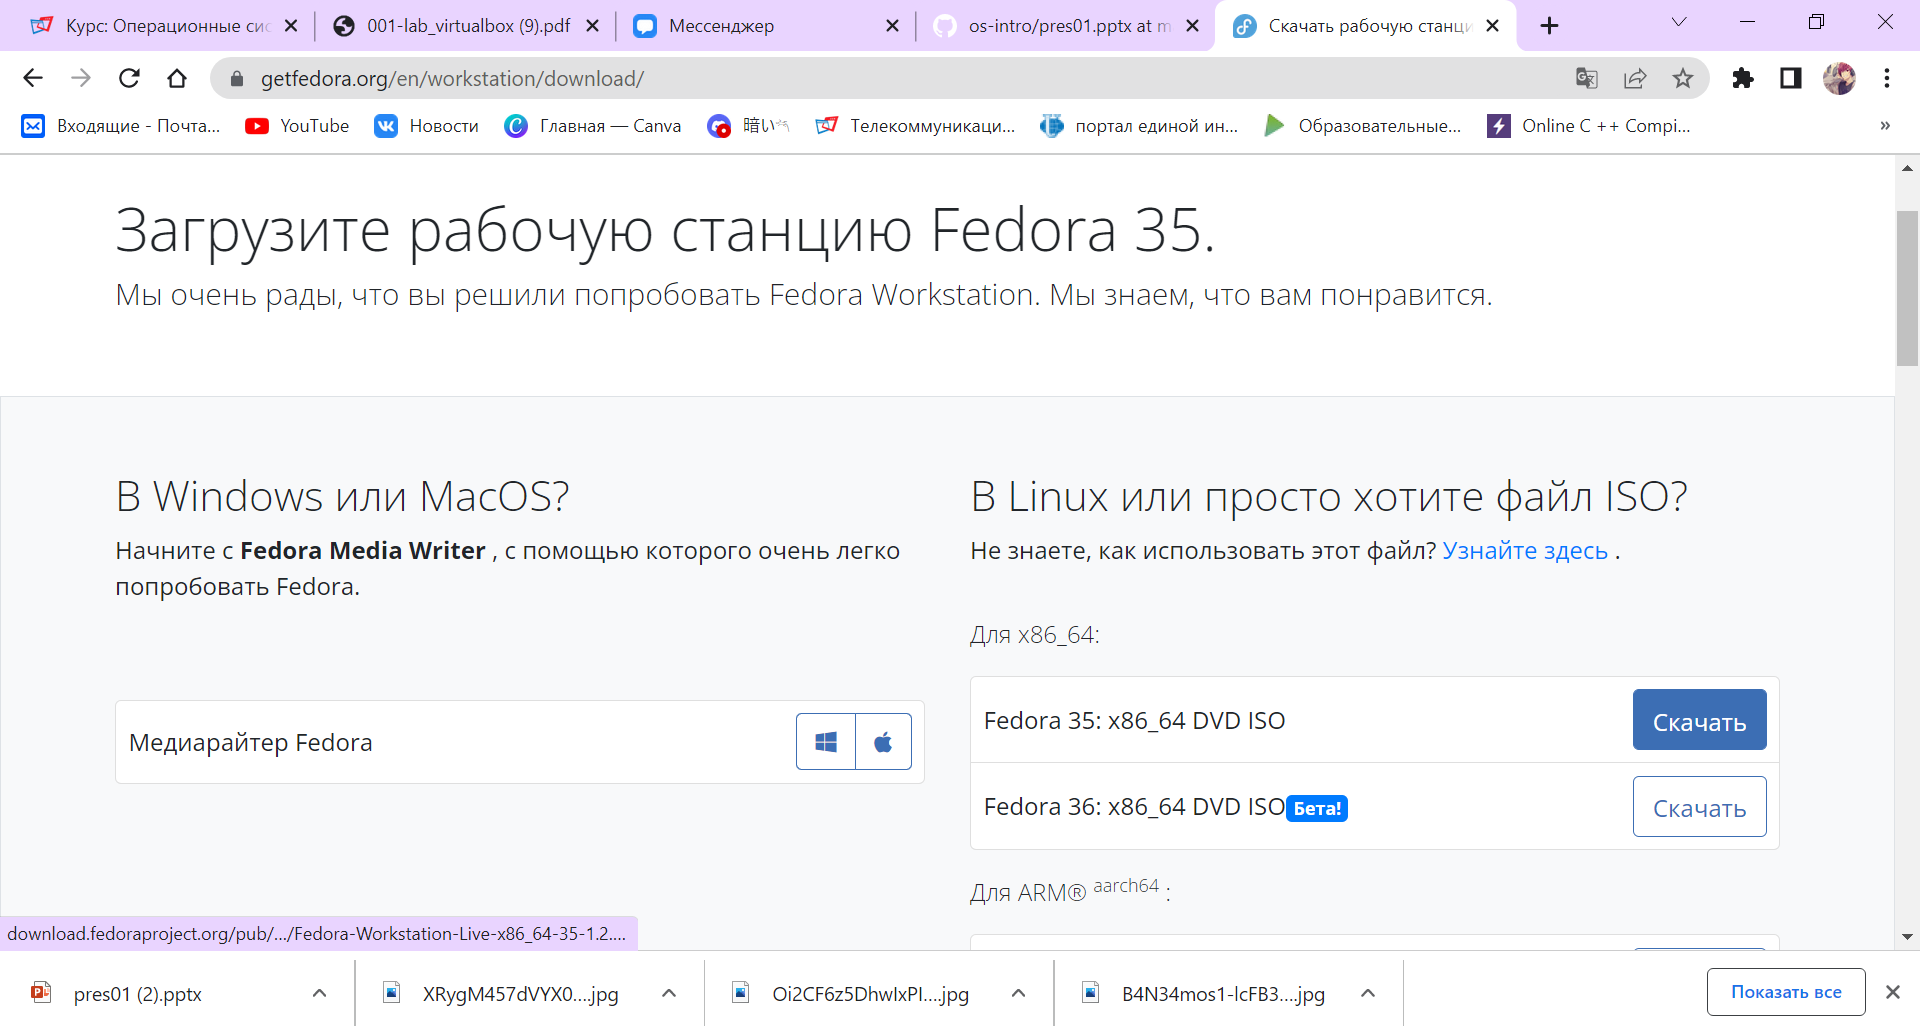 Курс: Операционные сис
001-lab_virtualbox (9).pdf
Мессенджер
os-intro/pres01.pptx at m
Скачать рабочую станци
getfedora.org/en/workstation/download/
Входящие - Почта...
YouTube
Новости
Главная — Canva
暗い
Телекоммуникаци...
портал единой ин...
Образовательные...
Online C ++ Compi...
»
Загрузите рабочую станцию Fedora 35.
Мы очень рады, что вы решили попробовать Fedora Workstation. Мы знаем, что вам понравится.
В Windows или MacOS?
Начните с Fedora Media Writer , с помощью которого очень легко
попробовать Fedora.
Медиарайтер Fedora
В Linux или просто хотите файл ISO?
Не знаете, как использовать этот файл? Узнайте здесь .
Для x86_64:
Fedora 35: x86_64 DVD ISO
Скачать
Fedora 36: x86_64 DVD ISO Бета!
Скачать
Для ARM® aarch64 :
download.fedoraproject.org/pub/.../Fedora-Workstation-Live-x86_64-35-1.2....
pres01 (2).pptx
XRygM457dVYX0....jpg
Oi2CF6z5DhwIxPI....jpg
B4N34mos1-lcFB3....jpg
Показать все